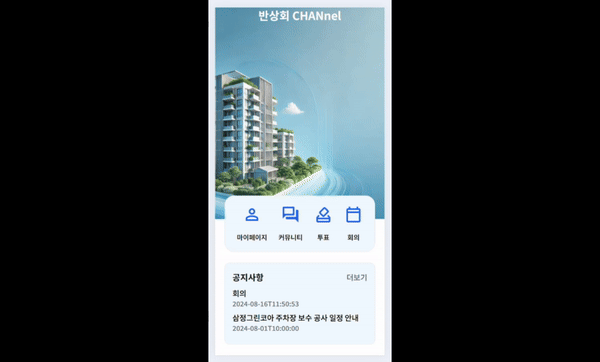 반상회 CHANnel
마이페이지 커뮤니티 투표 회의
공지사항 더보기
회의
2024-08-16T11:50:53
삼정그린코아 주차장 보수 공사 일정 안내
2024-08-01T10:00:00